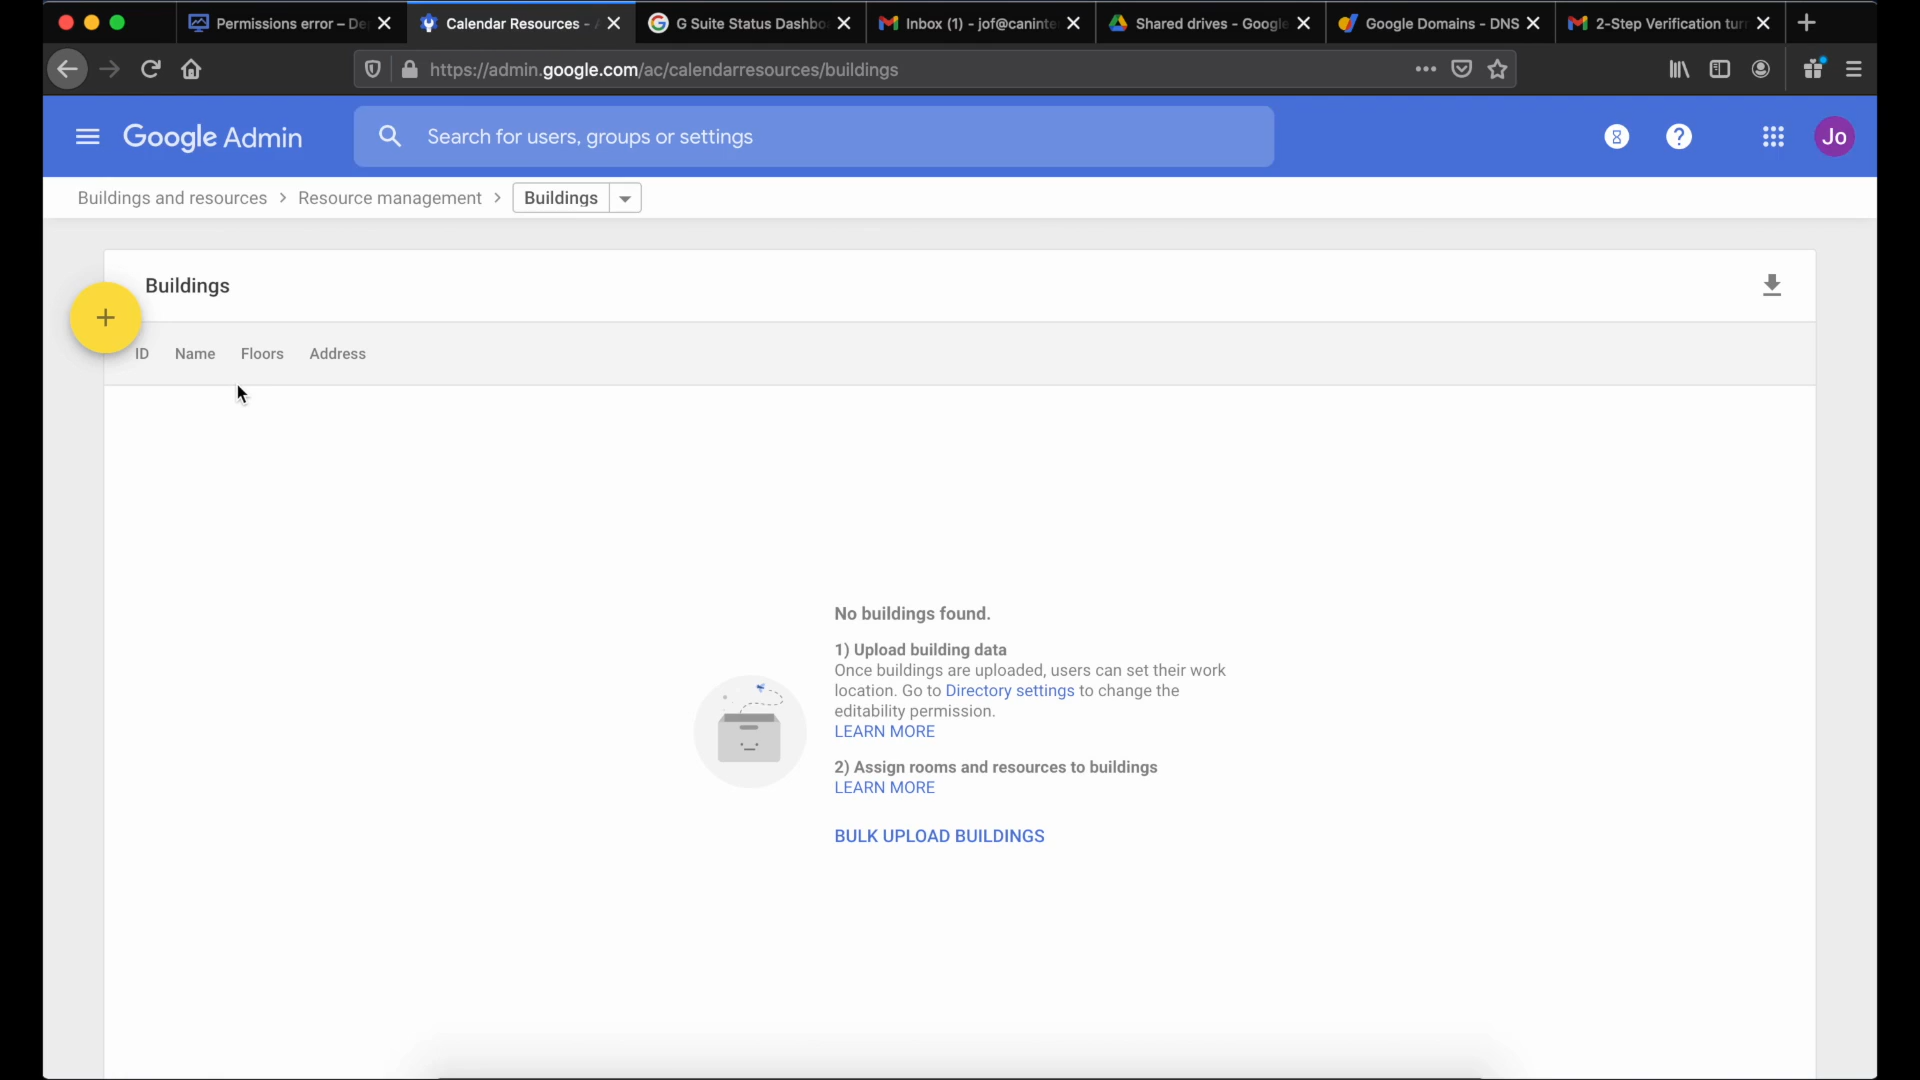 Permissions error – De
Calendar Resources - A
G Suite Status Dashbo
Inbox (1) - jof@caninte
Shared drives - Google
Google Domains - DNS
2-Step Verification tur
https://admin.google.com/ac/calendarresources/buildings
Google Admin
Search for users, groups or settings
?
Jo
Buildings and resources > Resource management > Buildings
Buildings
+
ID Name Floors Address
No buildings found.
1) Upload building data
Once buildings are uploaded, users can set their work
location. Go to Directory settings to change the
editability permission.
LEARN MORE
2) Assign rooms and resources to buildings
LEARN MORE
BULK UPLOAD BUILDINGS